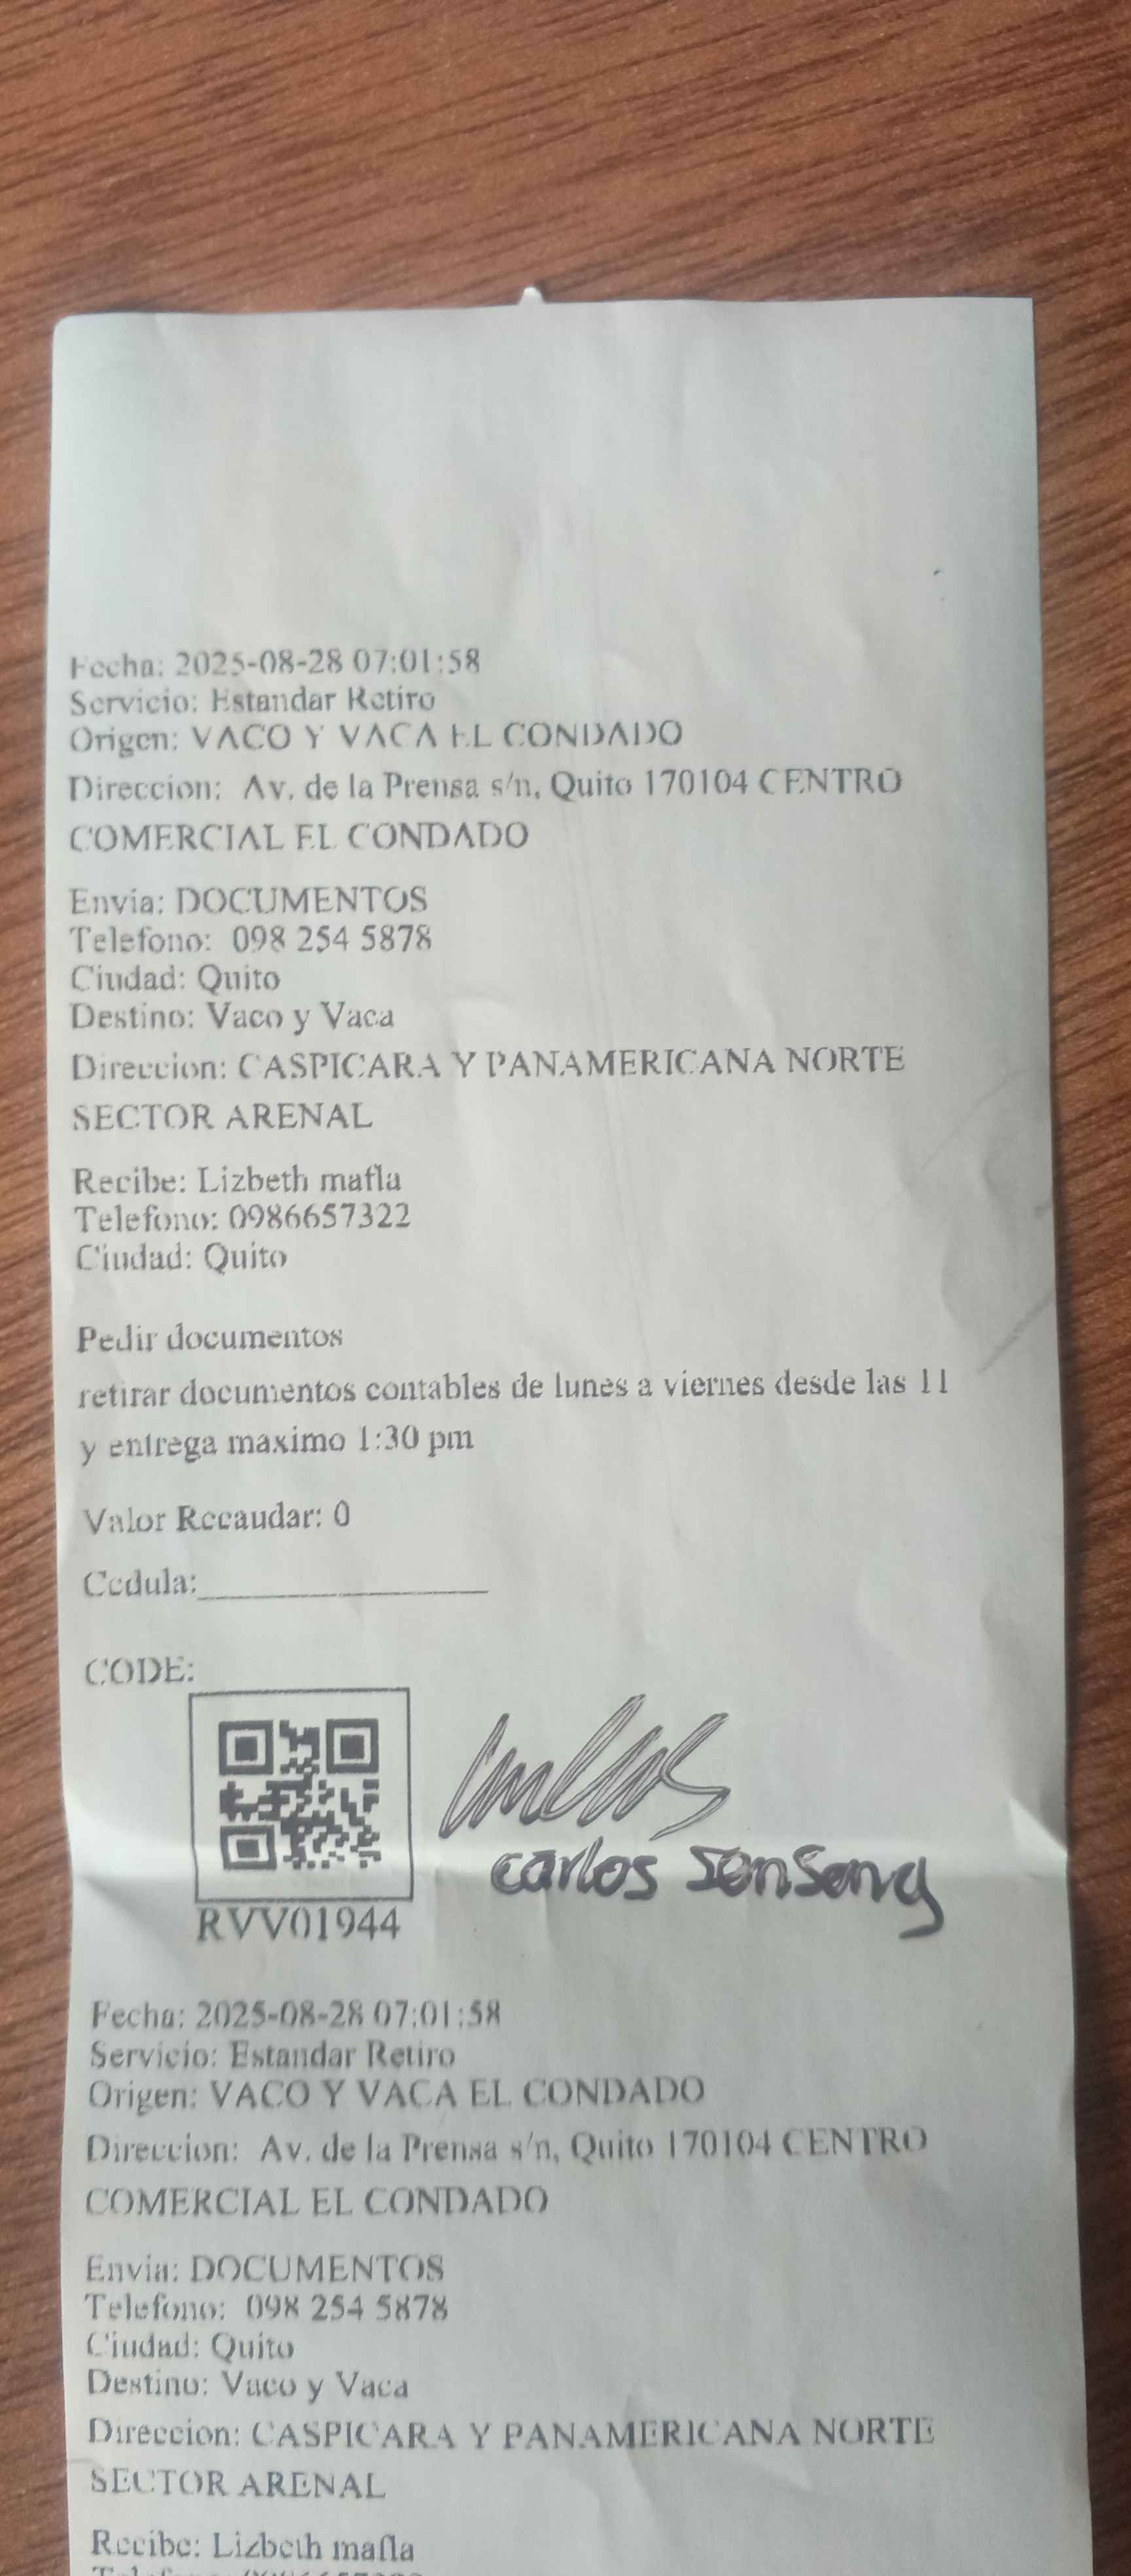 Fecha: 2025-08-28 07:01:58
Servicio: Estandar Retiro
Origen: VACO Y VACA EL CONDADO
Direccion: Av. de la Prensa s/n, Quito 170104 CENTRO
COMERCIAL EL CONDADO
Envia: DOCUMENTOS
Telefono: 098 254 5878
Ciudad: Quito
Destino: Vaco y Vaca
Direccion: CASPICARA Y PANAMERICANA NORTE
SECTOR ARENAL
Recibe: Lizbeth mafla
Telefono: 0986657322
Ciudad: Quito
Pedir documentos
retirar documentos contables de lunes a viernes desde las 11
y entrega maximo 1:30 pm
Valor Recaudar: 0
Cedula:
CODE:
carlos
RVV01944
Fecha: 2025-08-28 07:01:58
Servicio: Estandar Retiro
Origen: VACO Y VACA EL CONDADO
Direccion: Av. de la Prensa s/n, Quito 170104 CENTRO
COMERCIAL EL CONDADO
Envia: DOCUMENTOS
Telefono: 098 254 5878
Ciudad: Quito
Destino: Vaco y Vaca
Direccion: CASPICARA Y PANAMERICANA NORTE
SECTOR ARENAL
Recibe: Lizbeth mafla